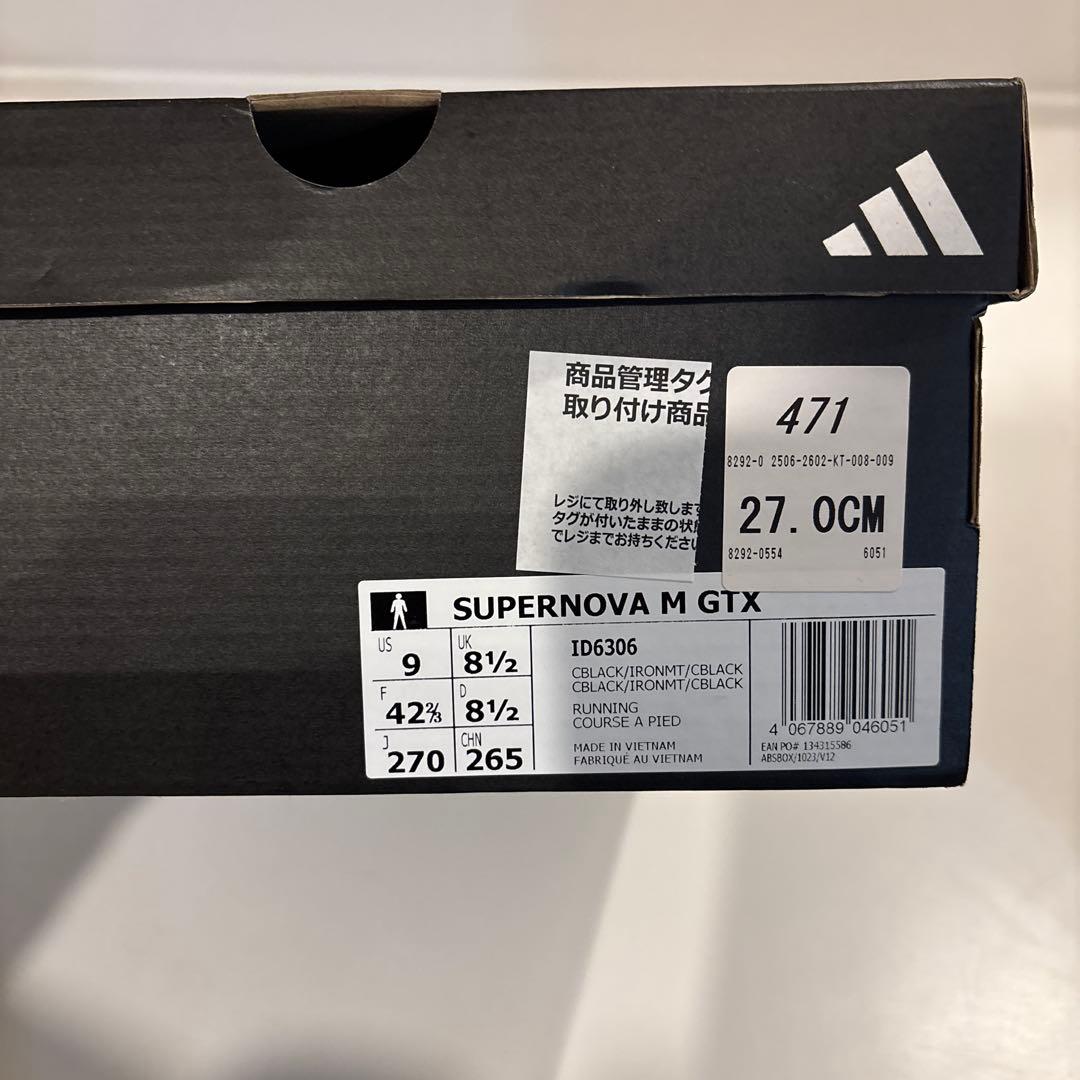 商品管理タグ
取り付け商品
レジにて取り外し致します
タグが付いたままの状態
でレジまでお持ちください
471
8292-0 2506-2602-KT-008-009
27.0CM
8292-0554 6051
SUPERNOVA M GTX
US 9 UK 8½
F 42⅔ D 8½
J 270 CHN 265
ID6306
CBLACK/IRONMT/CBLACK
CBLACK/IRONMT/CBLACK
RUNNING
COURSE A PIED
MADE IN VIETNAM
FABRIQUÉ AU VIETNAM
4 067889 046051
EAN PO# 134315586
ABSBOX/1023/V12